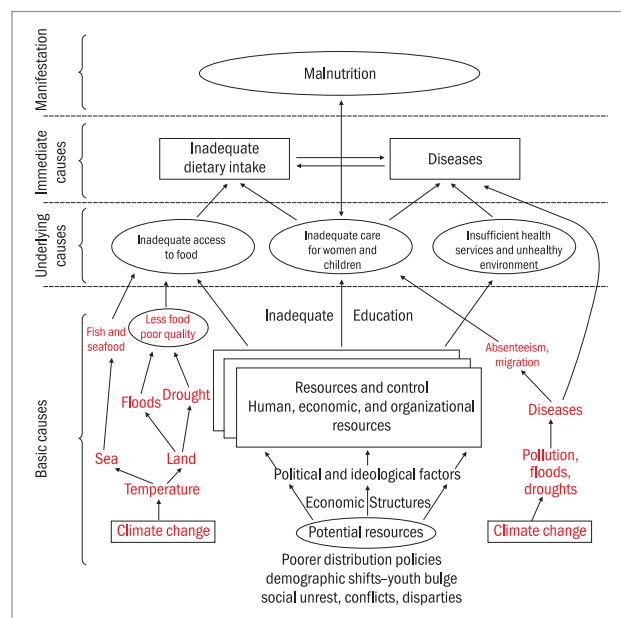 Manifestation
Malnutrition
Immediate
causes
Inadequate
dietary intake
Diseases
Underlying
causes
Inadequate access
to food
Inadequate care
for women and
children
Insufficient health
services and unhealthy
environment
Basic causes
Inadequate
Education
Fish and
seafood
Less food
poor quality
Absenteeism,
migration
Floods
Drought
Resources and control
Human, economic, and organizational
resources
Diseases
Sea
Land
Pollution,
floods,
droughts
Temperature
Political and ideological factors
Economic Structures
Climate change
Potential resources
Climate change
Poorer distribution policies
demographic shifts–youth bulge
social unrest, conflicts, disparties